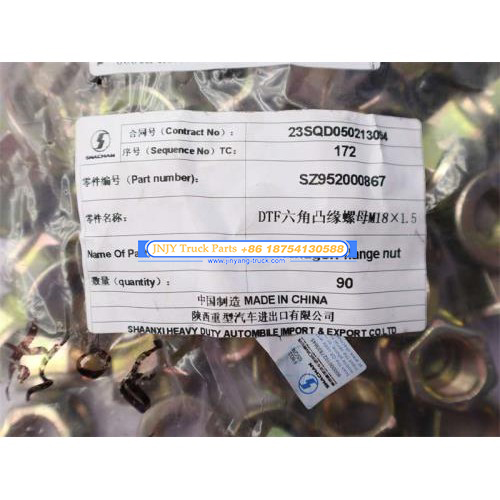 SHACMAN
合同号（Contract No）：
23SQD050213094
序号（Sequence No）TC:
172
零件编号（Part number）:
SZ952000867
零件名称:
DTF六角凸缘螺母M18×1.5
Name Of Part
flange nut
JNJY Truck Parts +86 18754130588
www.jinyang-truck.com
数量（quantity）:
90
中国制造 MADE IN CHINA
陕西重型汽车进出口有限公司
SHAANXI HEAVY DUTY AUTOMBILE IMPORT & EXPORT CO,LTD